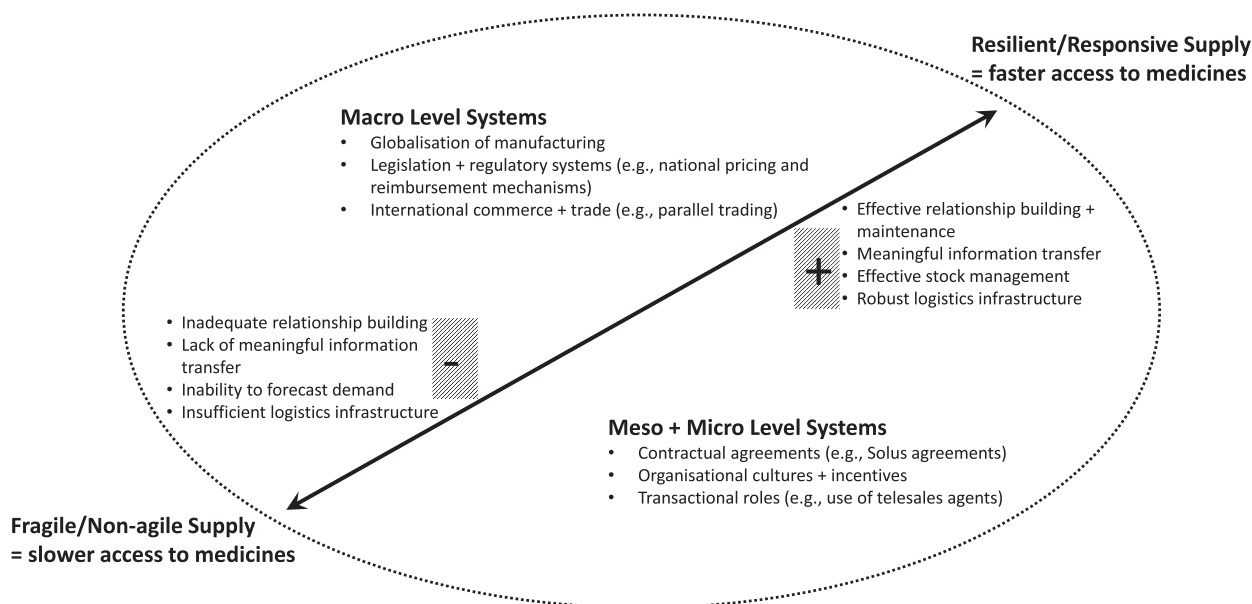 Resilient/Responsive Supply
= faster access to medicines
Macro Level Systems
• Globalisation of manufacturing
• Legislation + regulatory systems (e.g., national pricing and
reimbursement mechanisms)
• International commerce + trade (e.g., parallel trading)
• Effective relationship building +
maintenance
• Meaningful information transfer
• Effective stock management
• Robust logistics infrastructure
+
• Inadequate relationship building
• Lack of meaningful information
transfer
• Inability to forecast demand
• Insufficient logistics infrastructure
-
Meso + Micro Level Systems
• Contractual agreements (e.g., Solus agreements)
• Organisational cultures + incentives
• Transactional roles (e.g., use of telesales agents)
Fragile/Non-agile Supply
= slower access to medicines